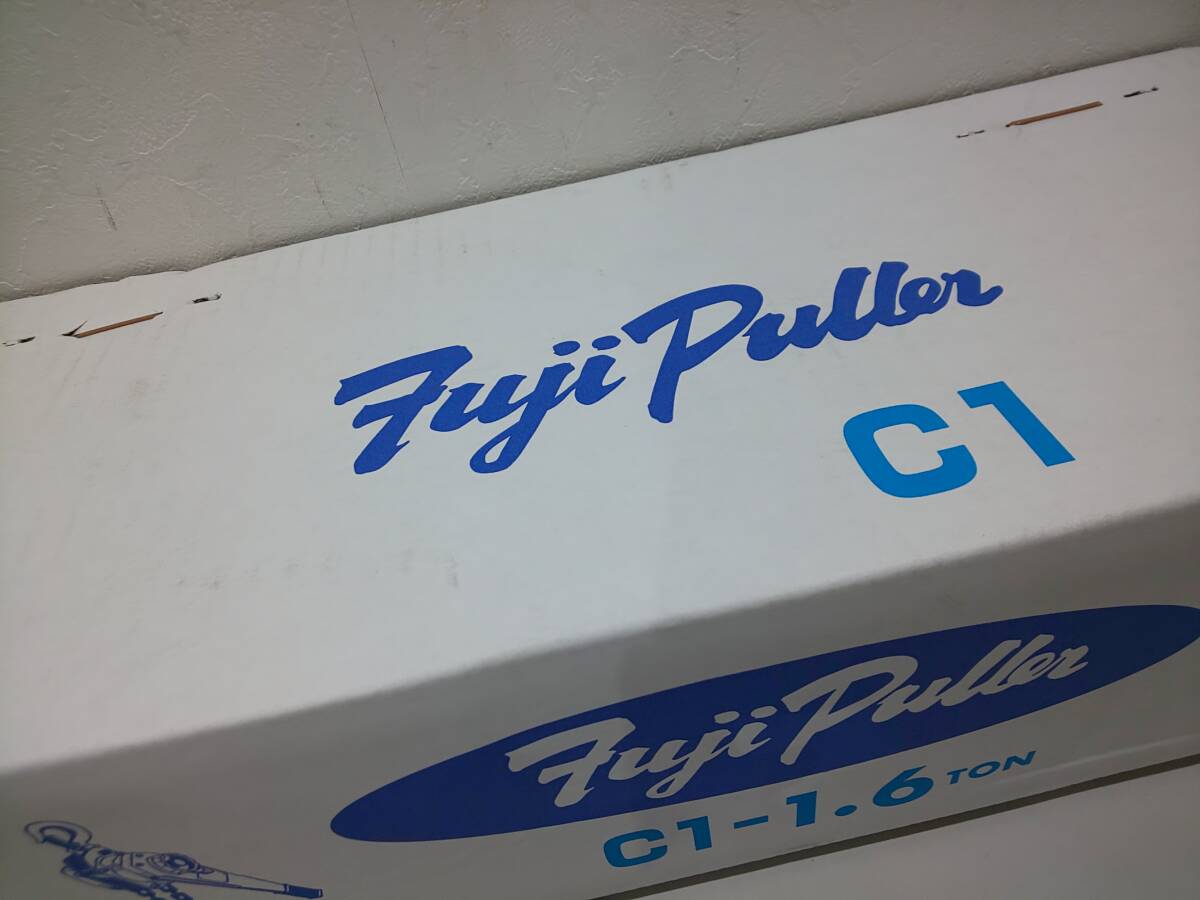 Fuji Puller
C1
Fuji Puller
C1-1.6 TON